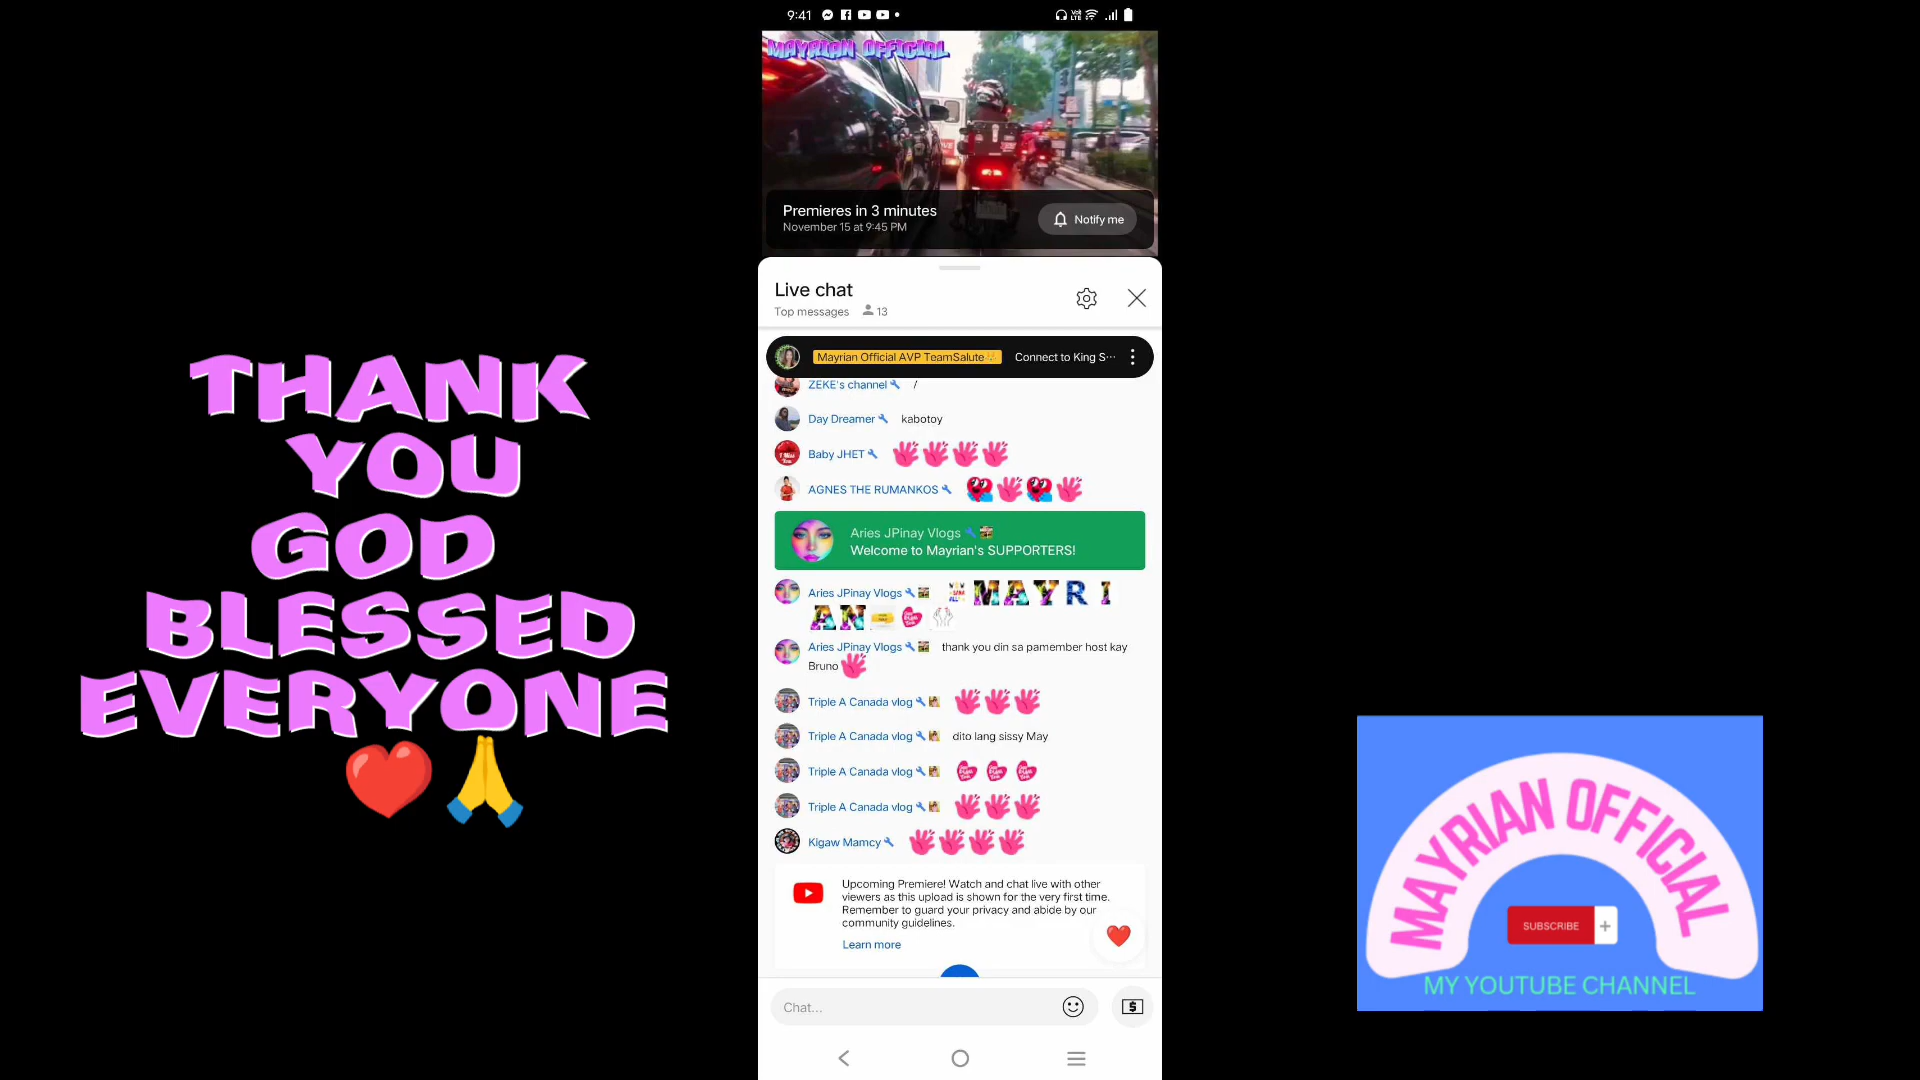 THANK
YOU
GOD
BLESSED
EVERYONE
9:41
MAYRIAN OFFICIAL
Premieres in 3 minutes
November 15 at 9:45 PM
Notify me
Live chat
Top messages 13
Mayrian Official AVP TeamSalute Connect to King S...
ZEKE's channel /
Day Dreamer kabotoy
Baby JHET
AGNES THE RUMANKOS
Aries JPinay Vlogs
Welcome to Mayrian's SUPPORTERS!
Aries JPinay Vlogs MAYRI
AN
Aries JPinay Vlogs thank you din sa pamember host kay
Bruno
Triple A Canada vlog
Triple A Canada vlog dito lang sissy May
Triple A Canada vlog
Triple A Canada vlog
Kigaw Mamcy
Upcoming Premiere! Watch and chat live with other
viewers as this upload is shown for the very first time.
Remember to guard your privacy and abide by our
community guidelines.
Learn more
Chat...
MAYRIAN OFFICIAL
SUBSCRIBE +
MY YOUTUBE CHANNEL